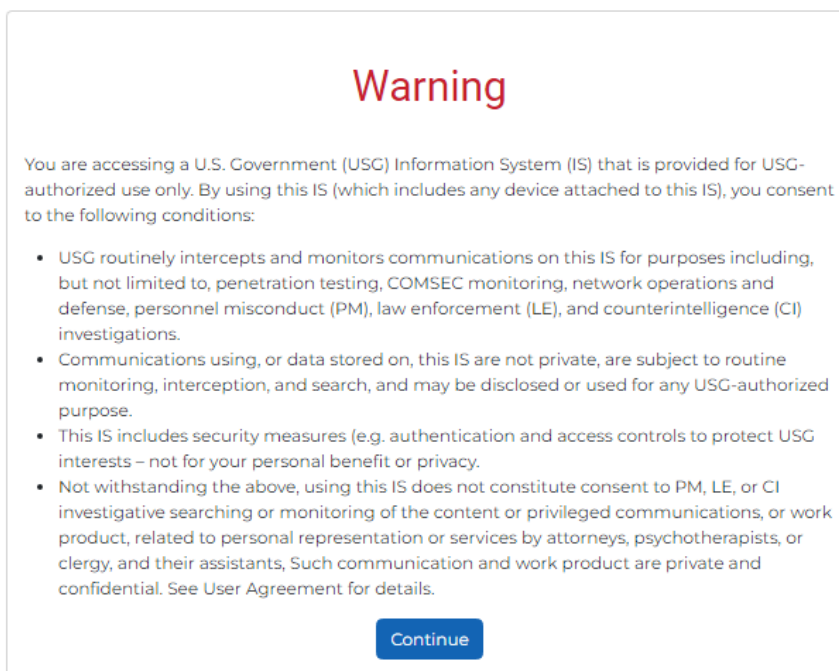 Warning
You are accessing a U.S. Government (USG) Information System (IS) that is provided for USG-
authorized use only. By using this IS (which includes any device attached to this IS), you consent
to the following conditions:
• USG routinely intercepts and monitors communications on this IS for purposes including,
but not limited to, penetration testing, COMSEC monitoring, network operations and
defense, personnel misconduct (PM), law enforcement (LE), and counterintelligence (CI)
investigations.
• Communications using, or data stored on, this IS are not private, are subject to routine
monitoring, interception, and search, and may be disclosed or used for any USG-authorized
purpose.
• This IS includes security measures (e.g. authentication and access controls to protect USG
interests – not for your personal benefit or privacy.
• Not withstanding the above, using this IS does not constitute consent to PM, LE, or CI
investigative searching or monitoring of the content or privileged communications, or work
product, related to personal representation or services by attorneys, psychotherapists, or
clergy, and their assistants, Such communication and work product are private and
confidential. See User Agreement for details.
Continue